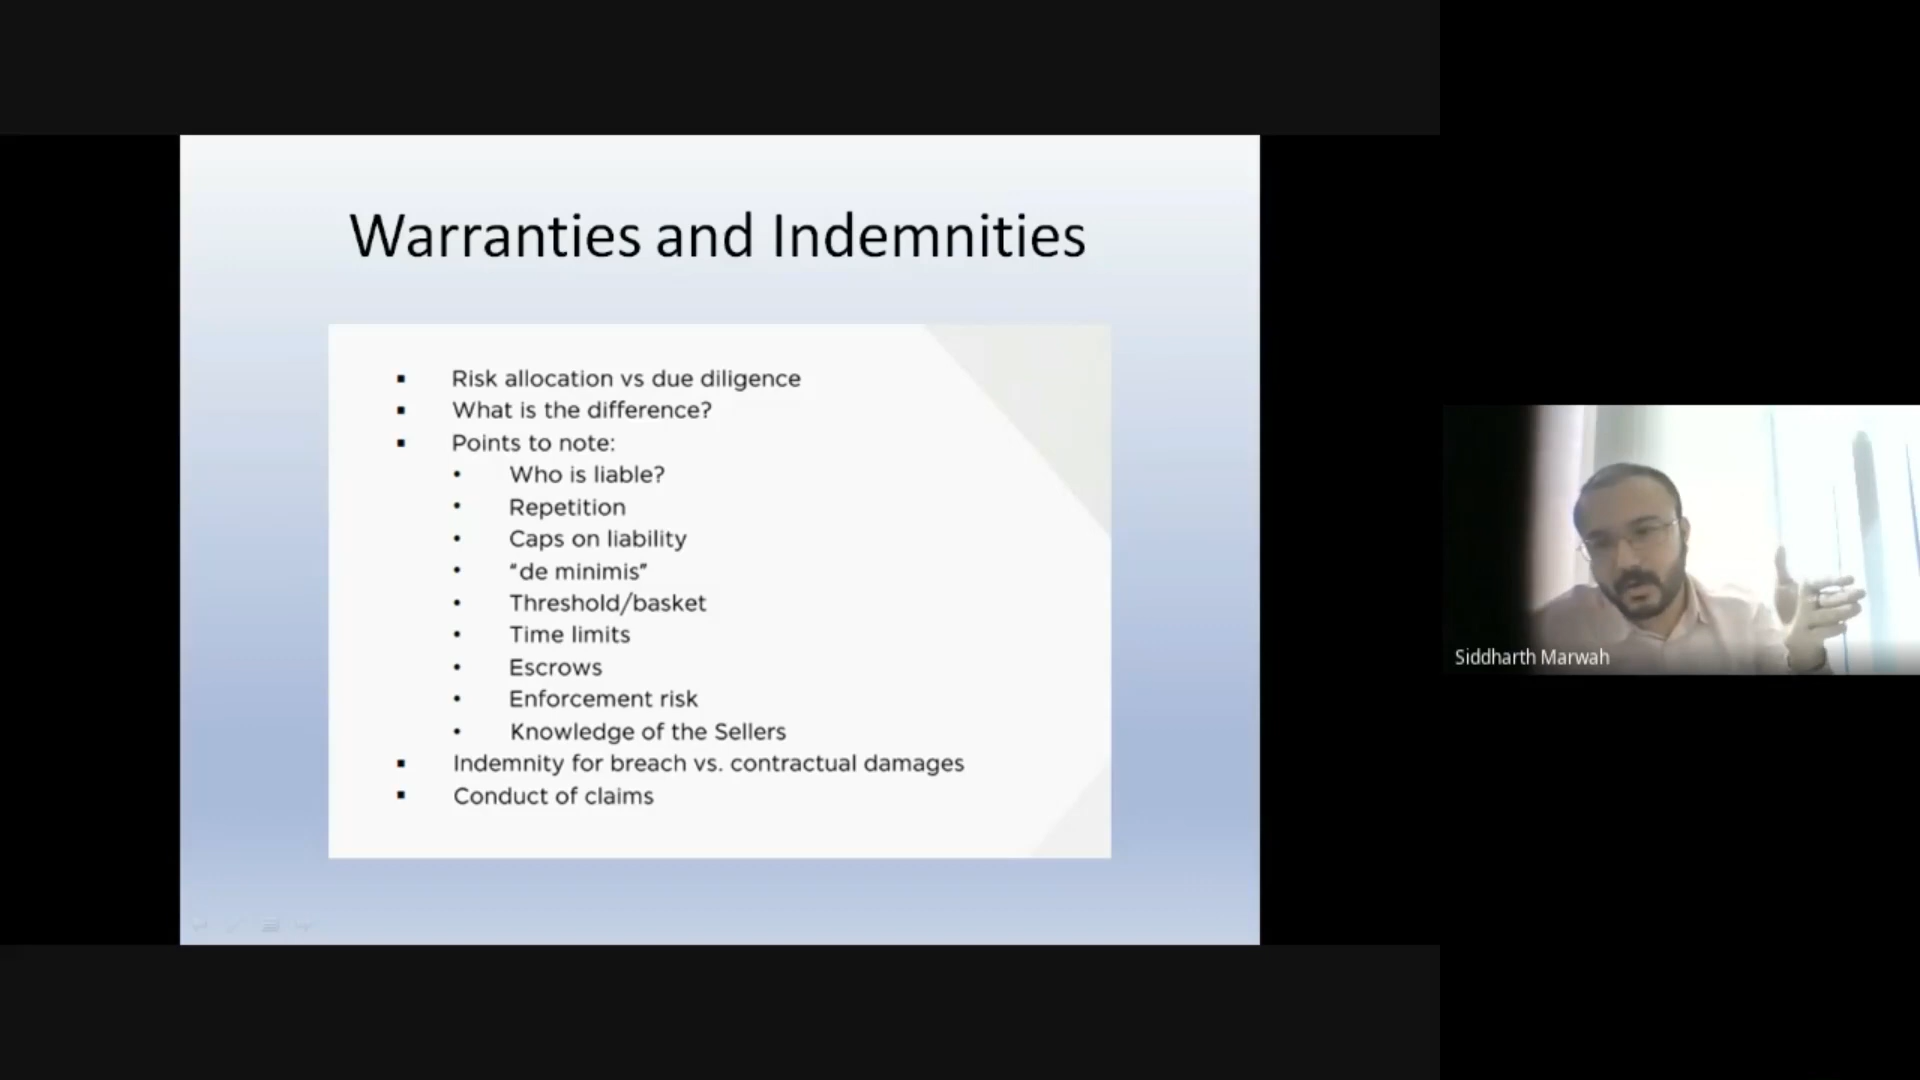 Warranties and Indemnities
▪ Risk allocation vs due diligence
▪ What is the difference?
▪ Points to note:
• Who is liable?
• Repetition
• Caps on liability
• “de minimis”
• Threshold/basket
• Time limits
• Escrows
• Enforcement risk
• Knowledge of the Sellers
▪ Indemnity for breach vs. contractual damages
▪ Conduct of claims
Siddharth Marwah